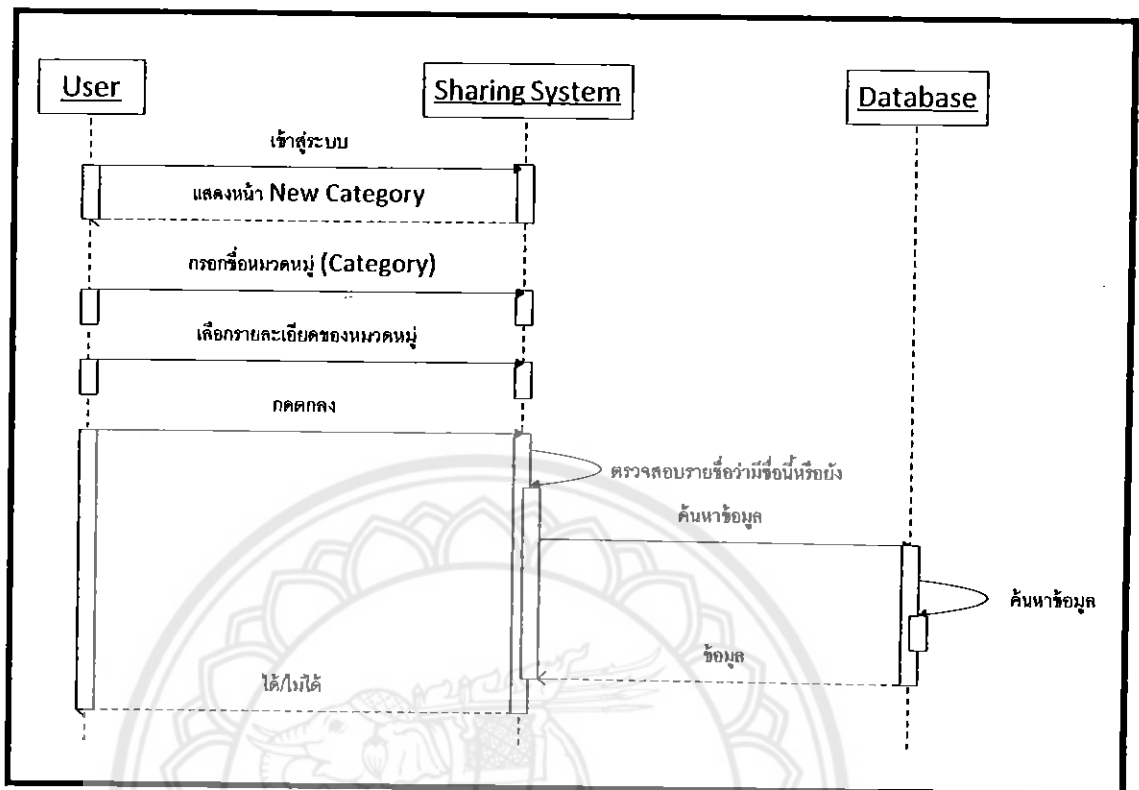 User
Sharing System
Database
เข้าสู่ระบบ
แสดงหน้า New Category
กรอกชื่อหมวดหมู่ (Category)
เลือกรายละเอียดของหมวดหมู่
กดตกลง
ตรวจสอบรายชื่อว่ามีชื่อนี้หรือยัง
ค้นหาข้อมูล
ค้นหาข้อมูล
ข้อมูล
ได้/ไม่ได้